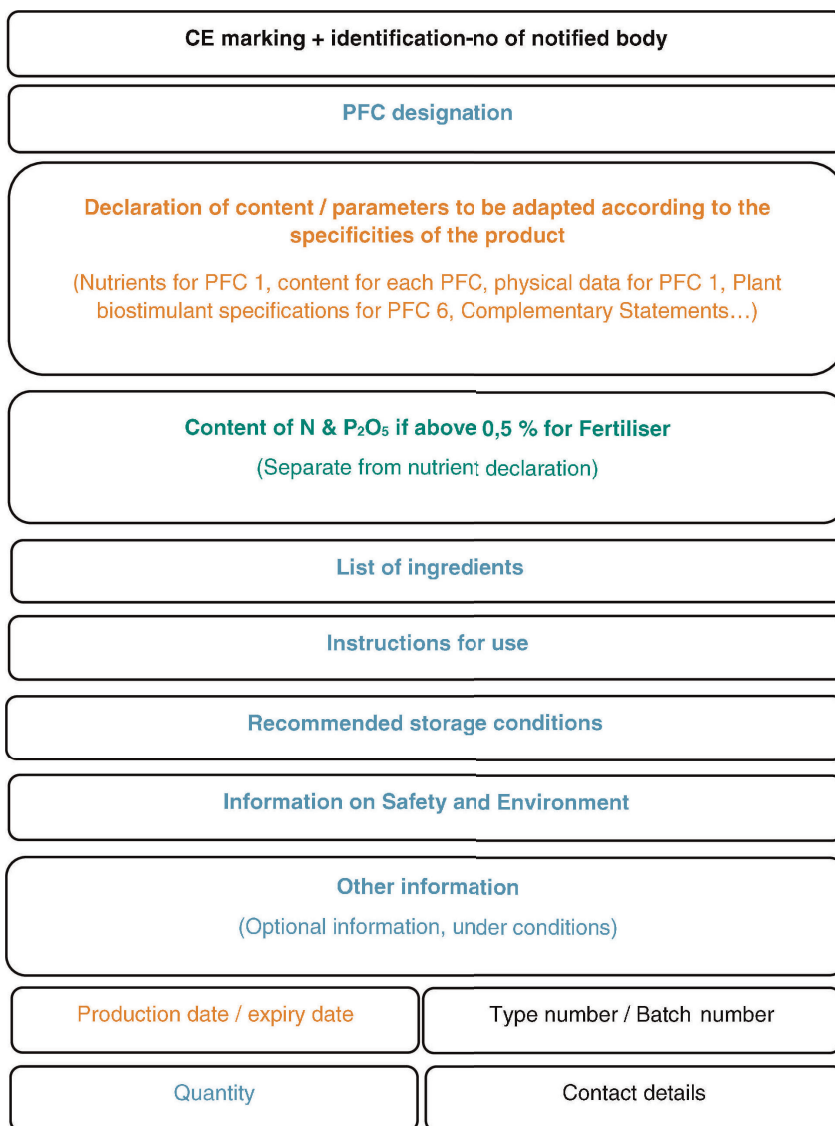 CE marking + identification-no of notified body
PFC designation
Declaration of content / parameters to be adapted according to the
specificities of the product
(Nutrients for PFC 1, content for each PFC, physical data for PFC 1, Plant
biostimulant specifications for PFC 6, Complementary Statements…)
Content of N & P₂O₅ if above 0,5 % for Fertiliser
(Separate from nutrient declaration)
List of ingredients
Instructions for use
Recommended storage conditions
Information on Safety and Environment
Other information
(Optional information, under conditions)
Production date / expiry date
Type number / Batch number
Quantity
Contact details